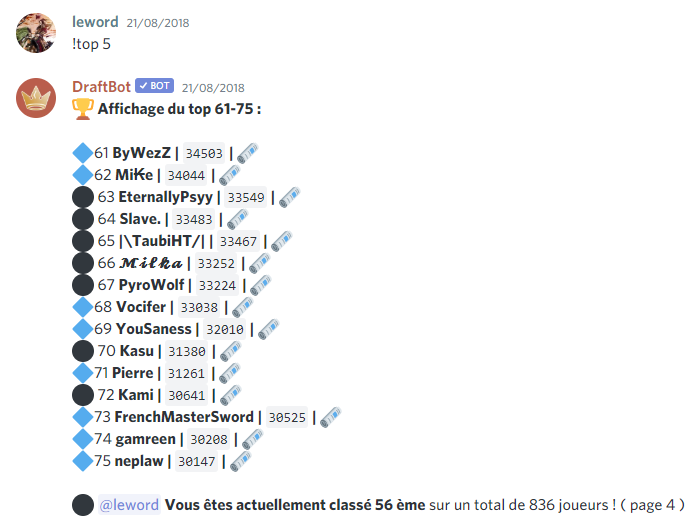 leword 21/08/2018
!top 5
DraftBot ✔ BOT 21/08/2018
🏆 Affichage du top 61-75 :
🔷61 ByWezZ | 34503 | 🗞
🔷62 MiꝀe | 34044 | 🗞
⚫ 63 EternallyPsyy | 33549 | 🗞
⚫ 64 Slave. | 33483 | 🗞
⚫ 65 |\TaubiHT/| | 33467 | 🗞
⚫ 66 𝓜𝓲𝓵𝓴𝓪 | 33252 | 🗞
⚫ 67 PyroWolf | 33224 | 🗞
🔷68 Vocifer | 33038 | 🗞
🔷69 YouSaness | 32010 | 🗞
⚫ 70 Kasu | 31380 | 🗞
🔷71 Pierre | 31261 | 🗞
⚫ 72 Kami | 30641 | 🗞
🔷73 FrenchMasterSword | 30525 | 🗞
🔷74 gamreen | 30208 | 🗞
🔷75 neplaw | 30147 | 🗞
⚫ @leword Vous êtes actuellement classé 56 ème sur un total de 836 joueurs ! ( page 4 )